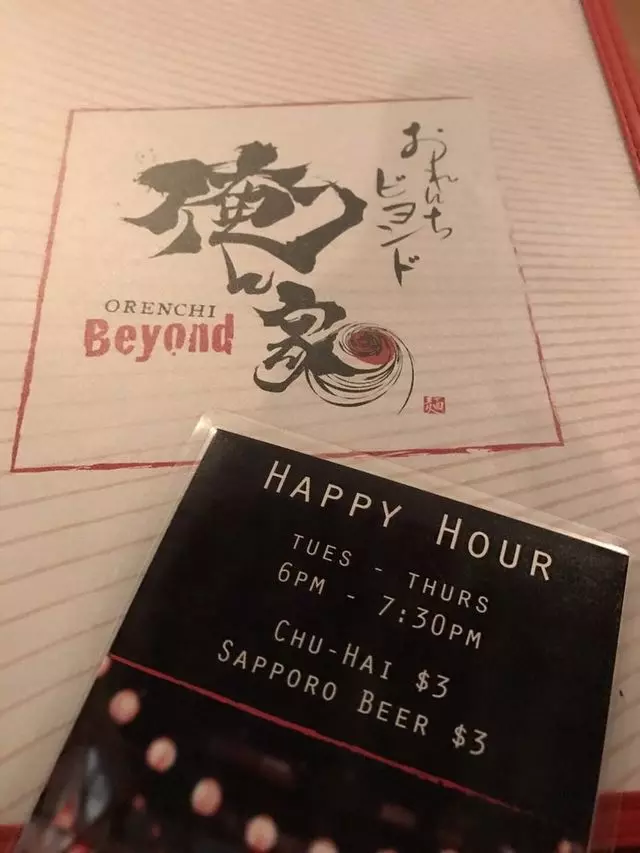 俺ん家
おれんち
ビヨンド
ORENCHI
Beyond
麺
HAPPY HOUR
TUES - THURS
6PM - 7:30PM
CHU-HAI $3
SAPPORO BEER $3